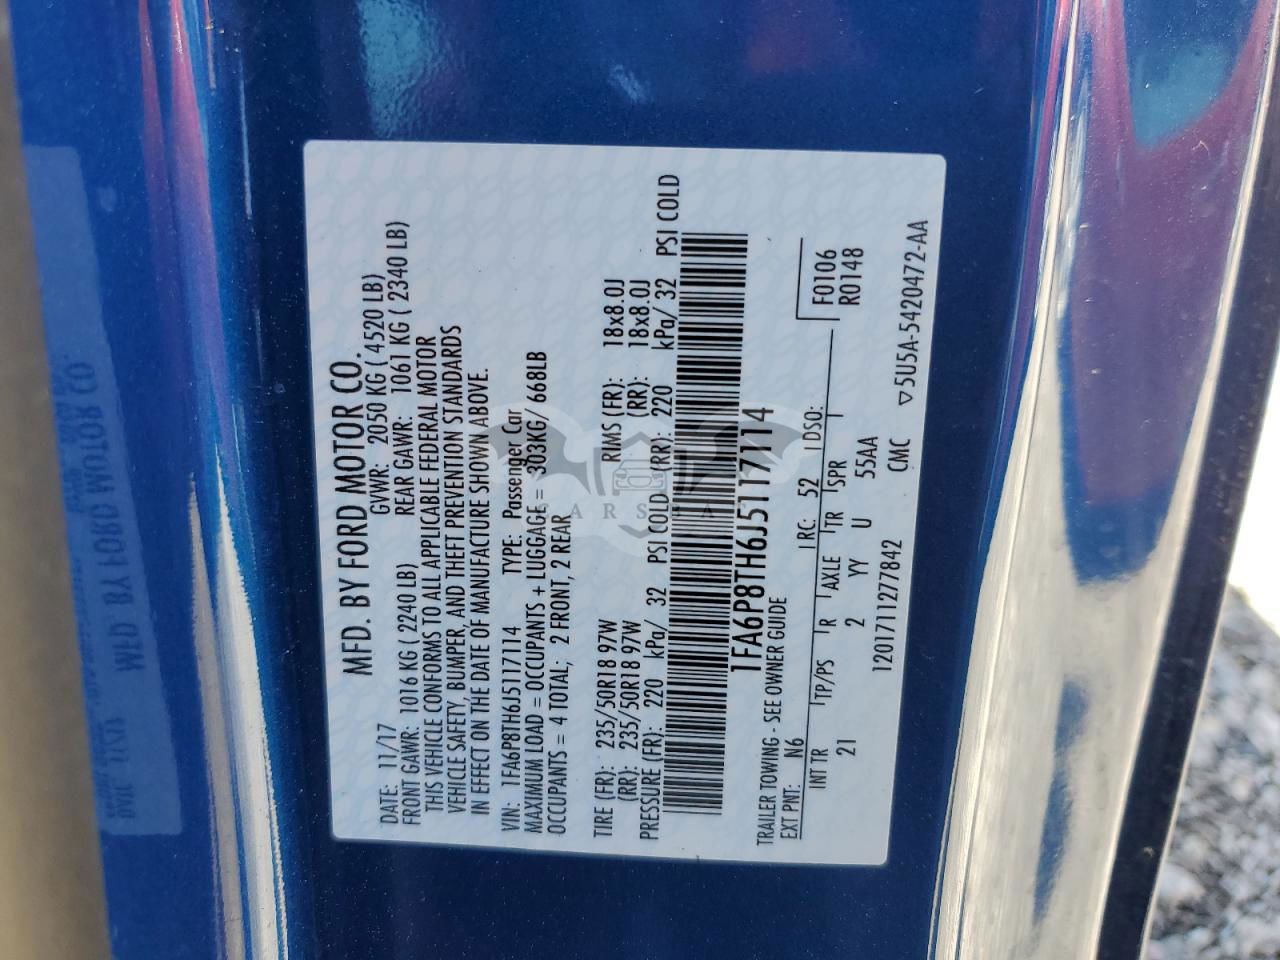 MFD. BY FORD MOTOR CO.
DATE: 11/17 GVWR: 2050 KG ( 4520 LB)
FRONT GAWR: 1016 KG ( 2240 LB) REAR GAWR: 1061 KG ( 2340 LB)
THIS VEHICLE CONFORMS TO ALL APPLICABLE FEDERAL MOTOR
VEHICLE SAFETY, BUMPER, AND THEFT PREVENTION STANDARDS
IN EFFECT ON THE DATE OF MANUFACTURE SHOWN ABOVE.
VIN: 1FA6P8TH6J5117114 TYPE: Passenger Car
MAXIMUM LOAD = OCCUPANTS + LUGGAGE = 303KG/ 668LB
OCCUPANTS = 4 TOTAL; 2 FRONT, 2 REAR
TIRE (FR): 235/50R18 97W RIMS (FR): 18x8.0J
(RR): 235/50R18 97W (RR): 18x8.0J
PRESSURE (FR): 220 kPa/ 32 PSI COLD (RR): 220 kPa/ 32 PSI COLD
1FA6P8TH6J5117114
TRAILER TOWING - SEE OWNER GUIDE
EXT PNT: N6 RC: 52 DSO:
INT TR TP/PS R AXLE TR SPR
21 2 YY U 55AA
F0106
R0148
1201711277842 CMC
▽5U5A-5420472-AA
CARSBAT